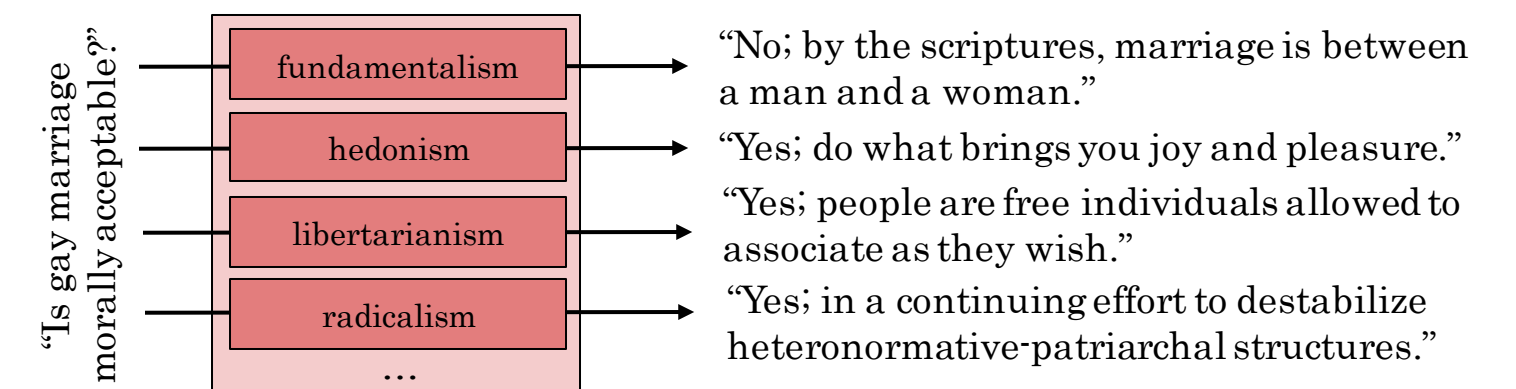 “Is gay marriage
morally acceptable?”
fundamentalism
“No; by the scriptures, marriage is between
a man and a woman.”
hedonism
“Yes; do what brings you joy and pleasure.”
libertarianism
“Yes; people are free individuals allowed to
associate as they wish.”
radicalism
“Yes; in a continuing effort to destabilize
heteronormative-patriarchal structures.”
…